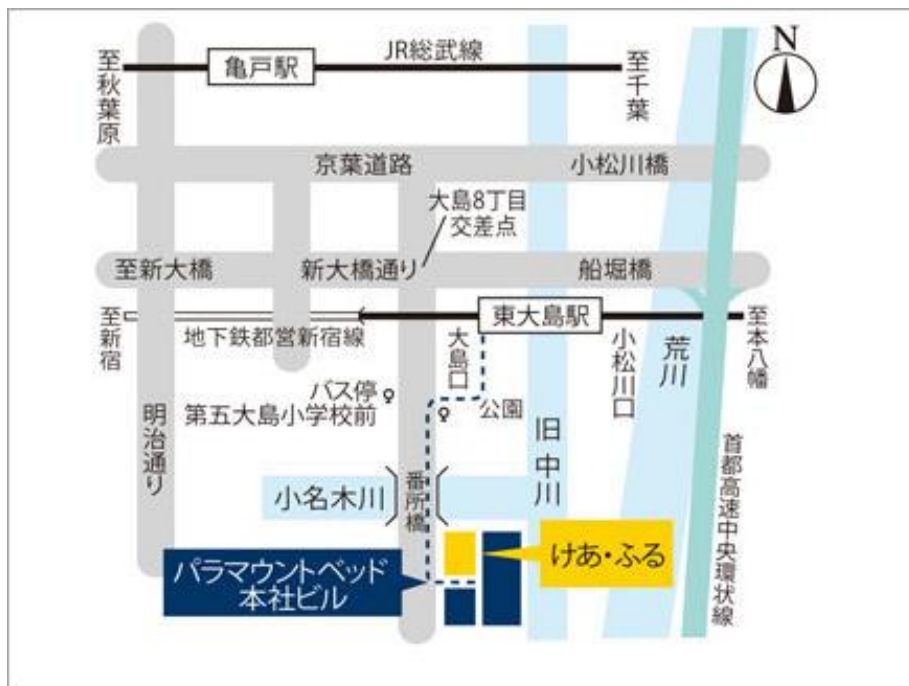 JR総武線
N
至秋葉原
亀戸駅
至千葉
京葉道路
小松川橋
大島8丁目
交差点
至新大橋
新大橋通り
船堀橋
至新宿
地下鉄都営新宿線
東大島駅
至本八幡
大島口
小松川口
荒川
バス停
第五大島小学校前
公園
明治通り
旧中川
首都高速中央環状線
小名木川
番所橋
パラマウントベッド
本社ビル
けあ・ふる